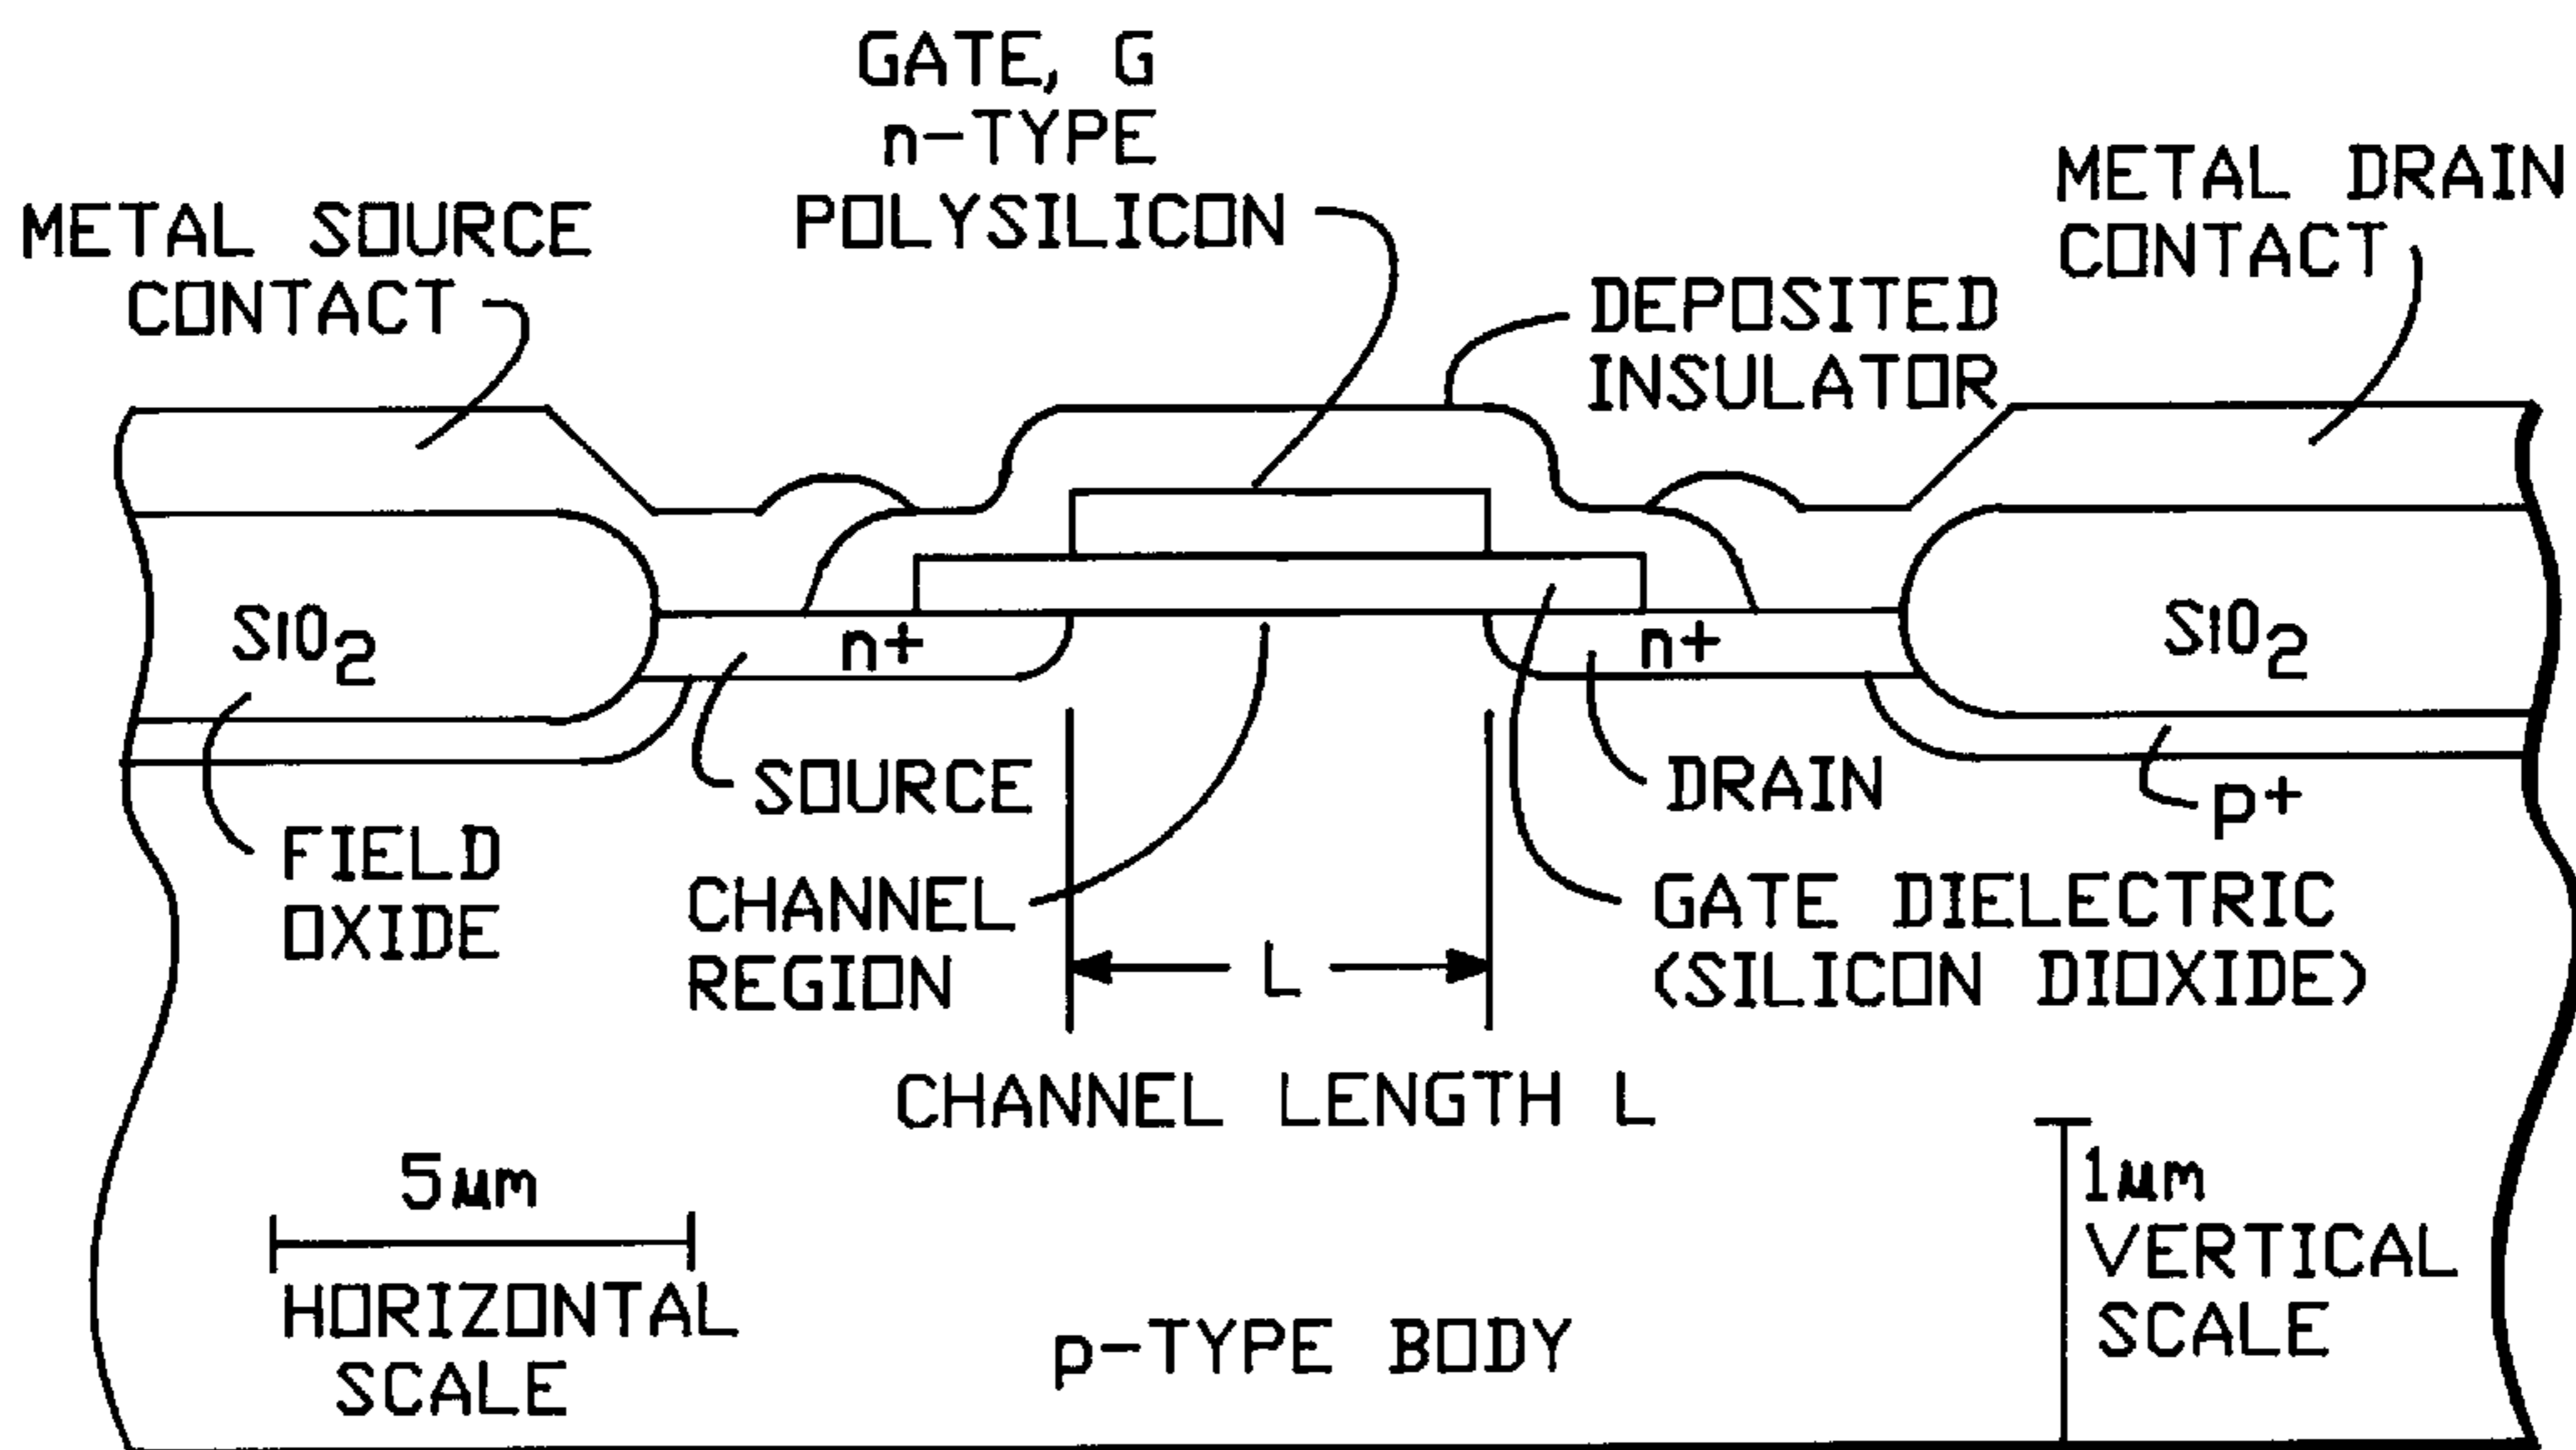 GATE, G
n-TYPE
POLYSILICON
METAL SOURCE
CONTACT
METAL DRAIN
CONTACT
DEPOSITED
INSULATOR
SiO2
n+
n+
SiO2
SOURCE
DRAIN
p+
FIELD
OXIDE
CHANNEL
REGION
L
GATE DIELECTRIC
(SILICON DIOXIDE)
CHANNEL LENGTH L
5μm
HORIZONTAL
SCALE
1μm
VERTICAL
SCALE
p-TYPE BODY